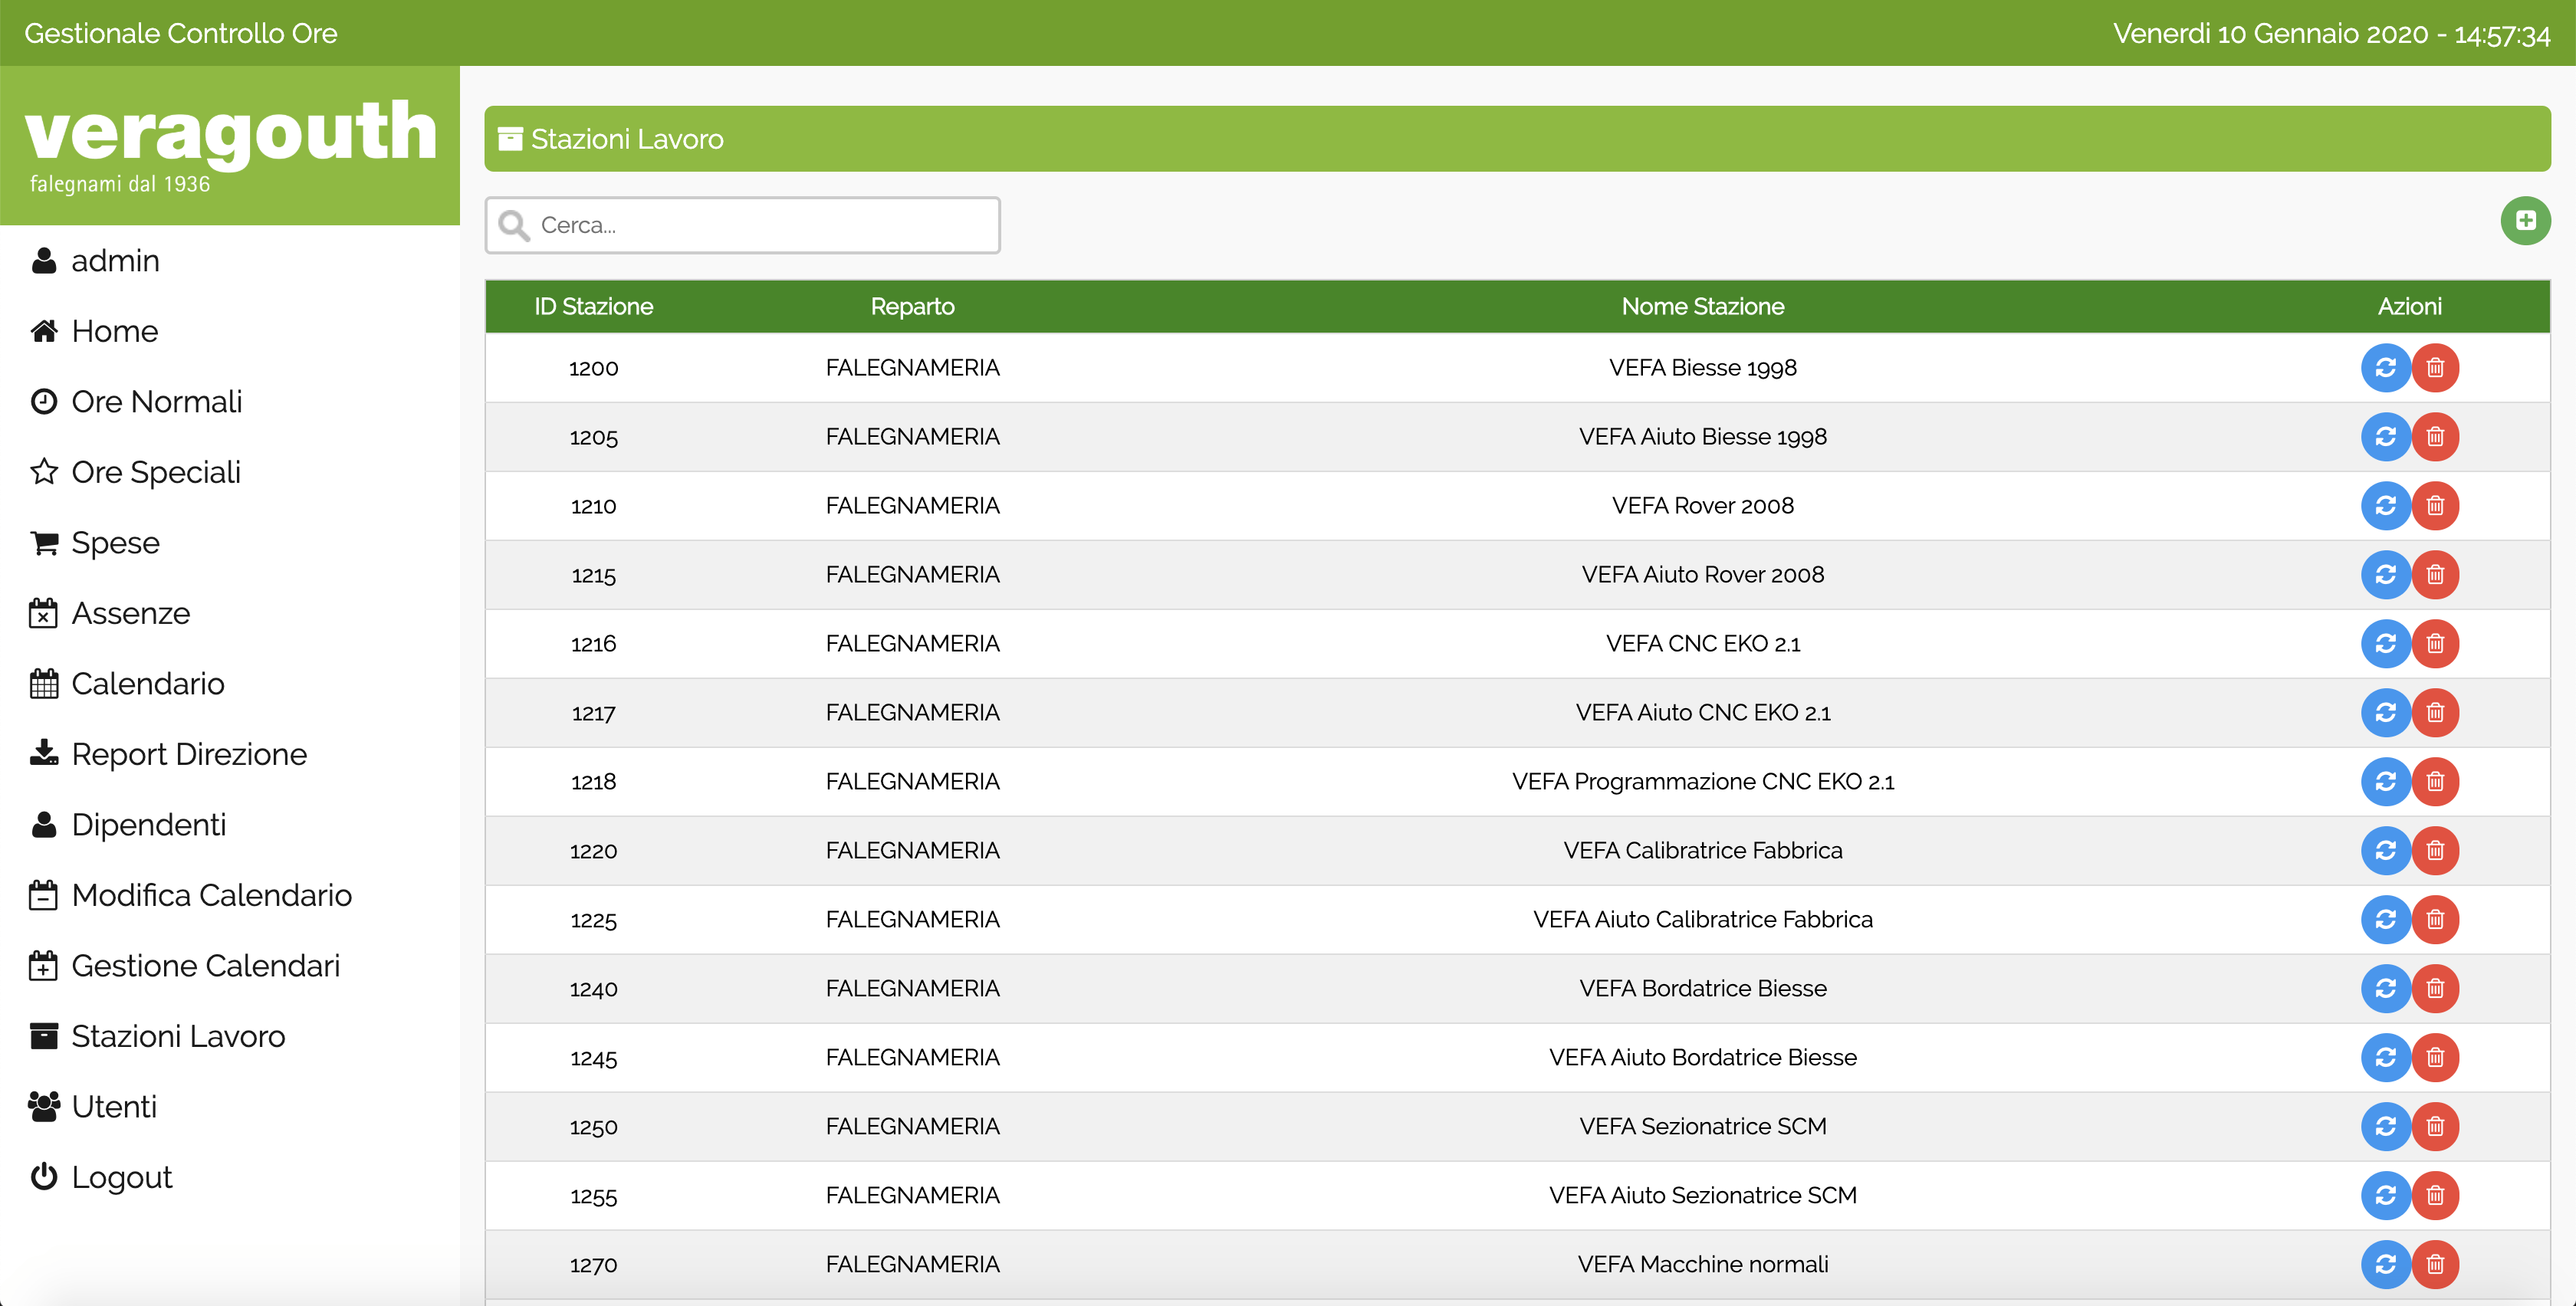 Gestionale Controllo Ore
Venerdi 10 Gennaio 2020 - 14:57:34
veragouth
falegnami dal 1936
admin
Home
Ore Normali
Ore Speciali
Spese
Assenze
Calendario
Report Direzione
Dipendenti
Modifica Calendario
Gestione Calendari
Stazioni Lavoro
Utenti
Logout
Stazioni Lavoro
Cerca...
ID Stazione Reparto Nome Stazione Azioni
1200 FALEGNAMERIA VEFA Biesse 1998
1205 FALEGNAMERIA VEFA Aiuto Biesse 1998
1210 FALEGNAMERIA VEFA Rover 2008
1215 FALEGNAMERIA VEFA Aiuto Rover 2008
1216 FALEGNAMERIA VEFA CNC EKO 2.1
1217 FALEGNAMERIA VEFA Aiuto CNC EKO 2.1
1218 FALEGNAMERIA VEFA Programmazione CNC EKO 2.1
1220 FALEGNAMERIA VEFA Calibratrice Fabbrica
1225 FALEGNAMERIA VEFA Aiuto Calibratrice Fabbrica
1240 FALEGNAMERIA VEFA Bordatrice Biesse
1245 FALEGNAMERIA VEFA Aiuto Bordatrice Biesse
1250 FALEGNAMERIA VEFA Sezionatrice SCM
1255 FALEGNAMERIA VEFA Aiuto Sezionatrice SCM
1270 FALEGNAMERIA VEFA Macchine normali